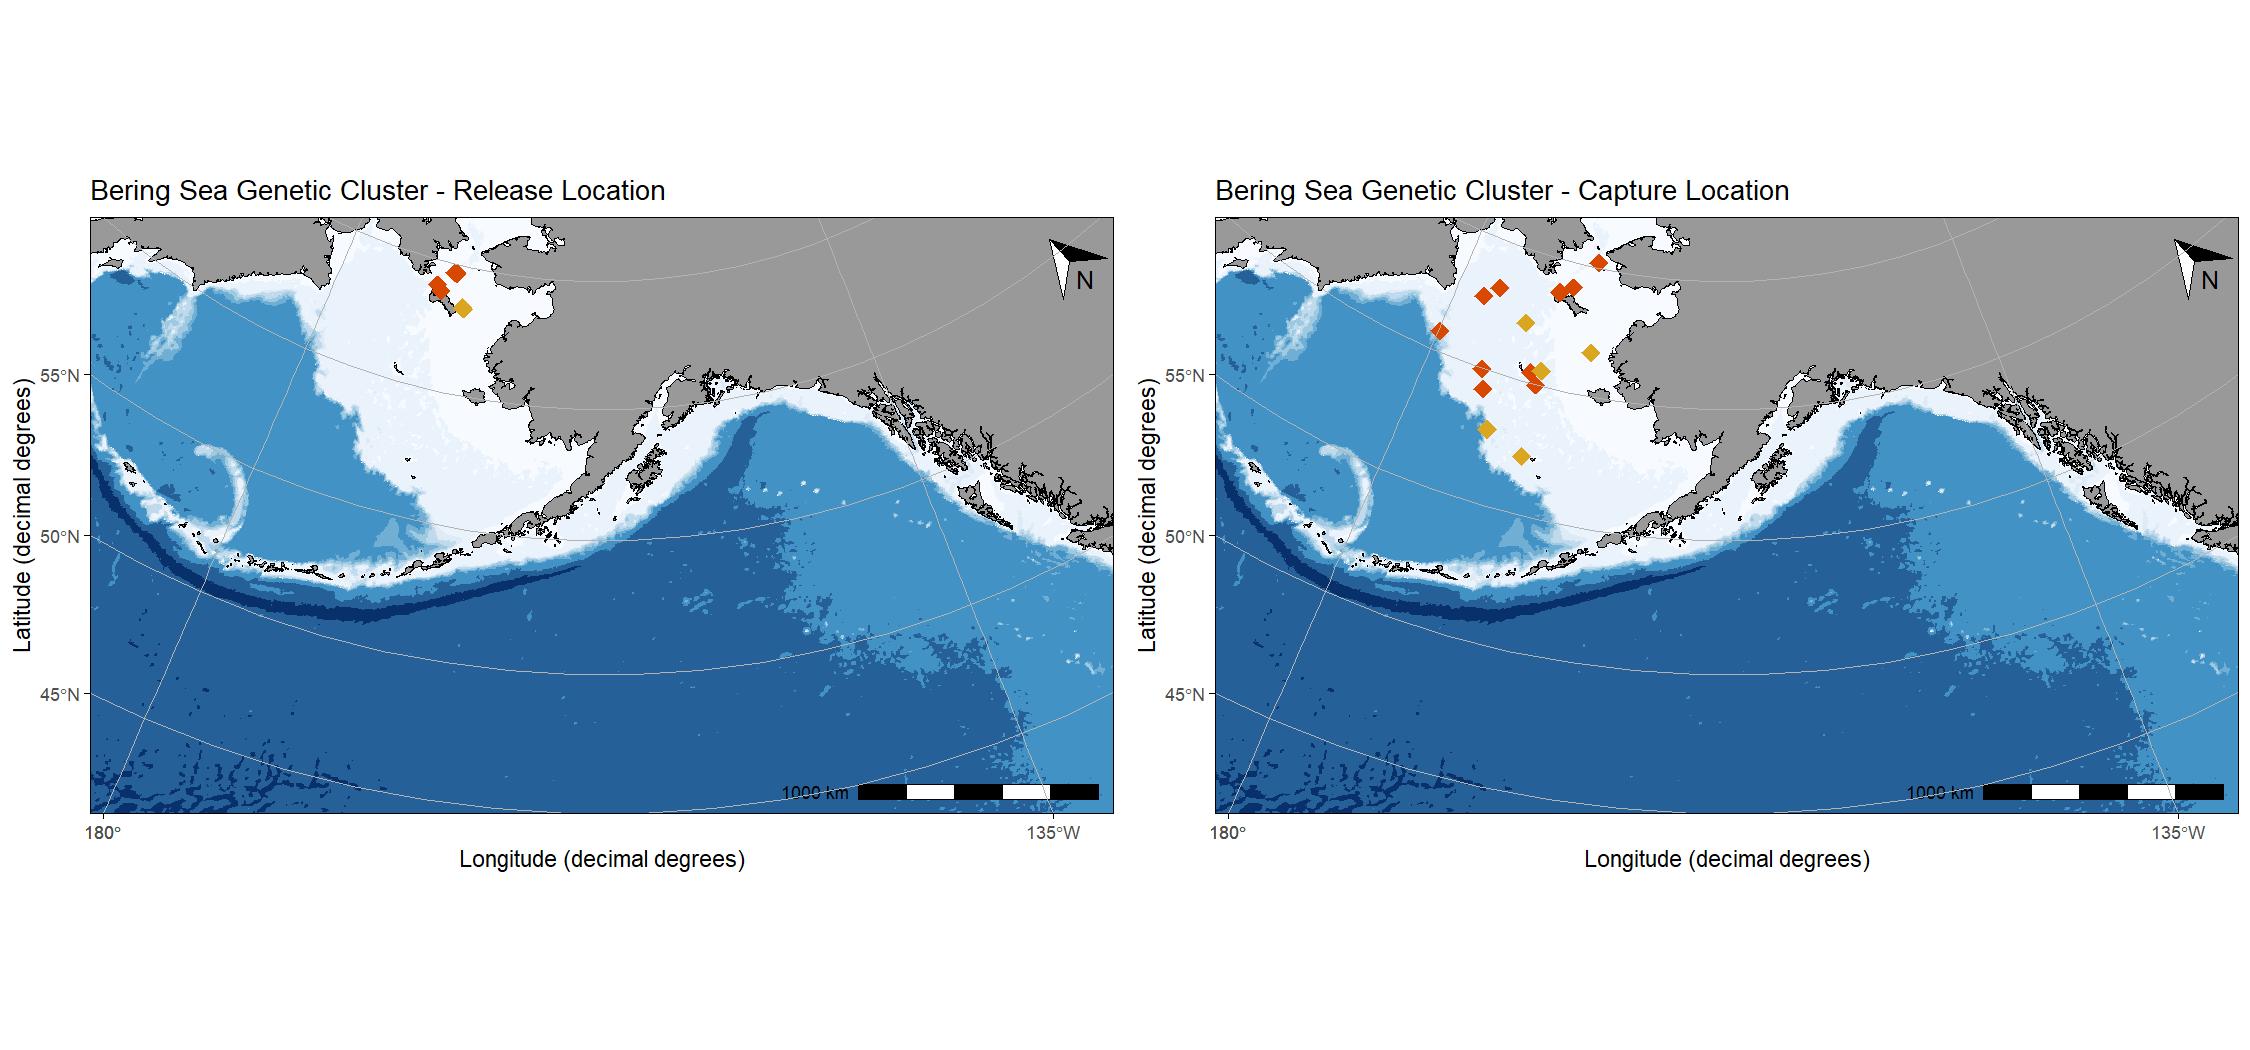 Bering Sea Genetic Cluster - Release Location
N
55°N
50°N
45°N
Latitude (decimal degrees)
1000 km
180°
135°W
Longitude (decimal degrees)
Bering Sea Genetic Cluster - Capture Location
N
55°N
50°N
45°N
Latitude (decimal degrees)
1000 km
180°
135°W
Longitude (decimal degrees)